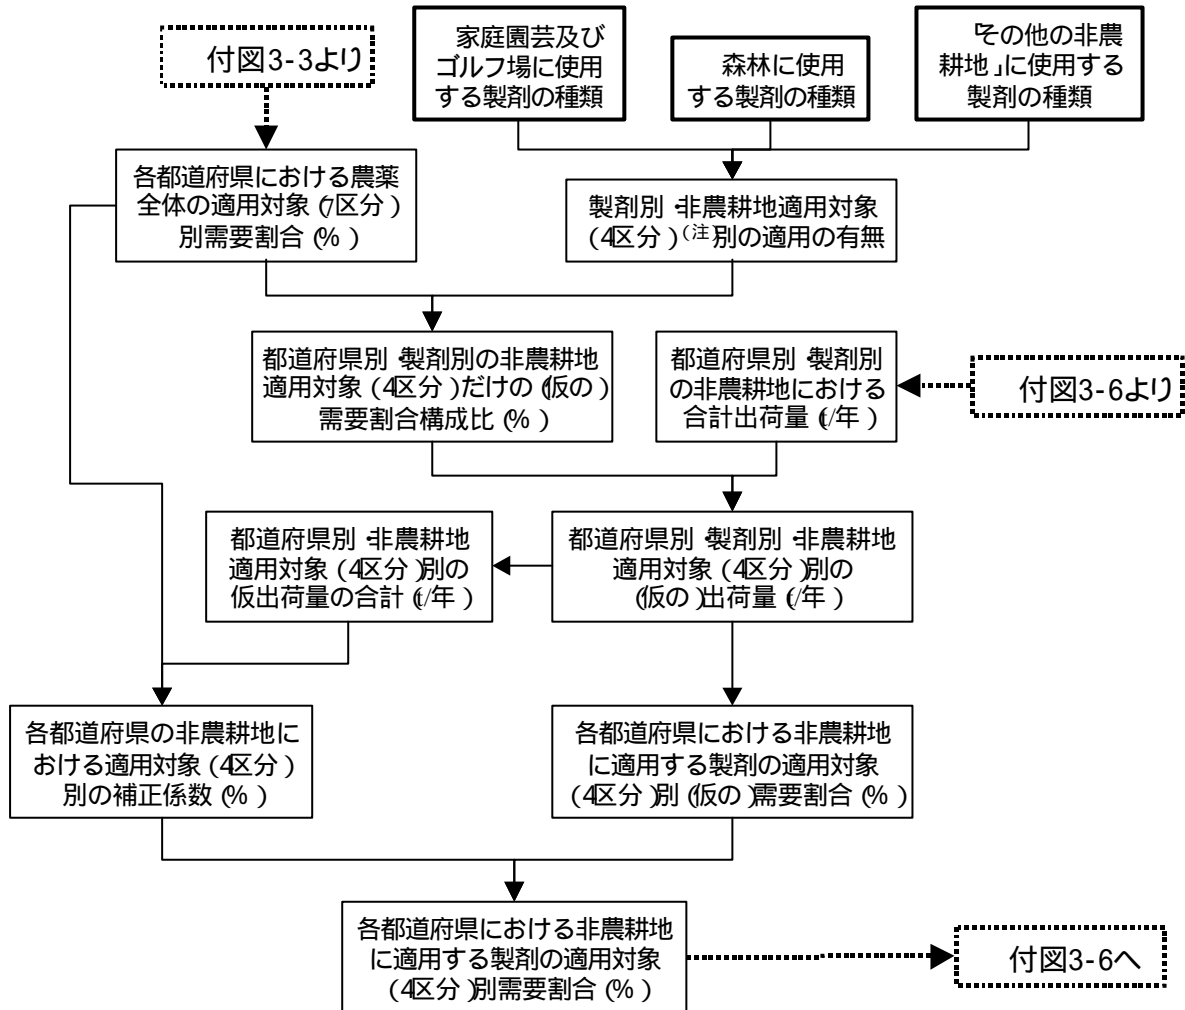 付図3-3より
家庭園芸及び
ゴルフ場に使用
する製剤の種類
森林に使用
する製剤の種類
「その他の非農
耕地」に使用する
製剤の種類
各都道府県における農薬
全体の適用対象(7区分)
別需要割合(%)
製剤別・非農耕地適用対象
(4区分)(注)別の適用の有無
都道府県別・製剤別の非農耕地
適用対象(4区分)だけの(仮の)
需要割合構成比(%)
都道府県別・製剤別
の非農耕地における
合計出荷量(t/年)
付図3-6より
都道府県別・非農耕地
適用対象(4区分)別の
仮出荷量の合計(t/年)
都道府県別・製剤別・非農耕地
適用対象(4区分)別の
(仮の)出荷量(t/年)
各都道府県の非農耕地に
おける適用対象(4区分)
別の補正係数(%)
各都道府県における非農耕地
に適用する製剤の適用対象
(4区分)別(仮の)需要割合(%)
各都道府県における非農耕地
に適用する製剤の適用対象
(4区分)別需要割合(%)
付図3-6へ